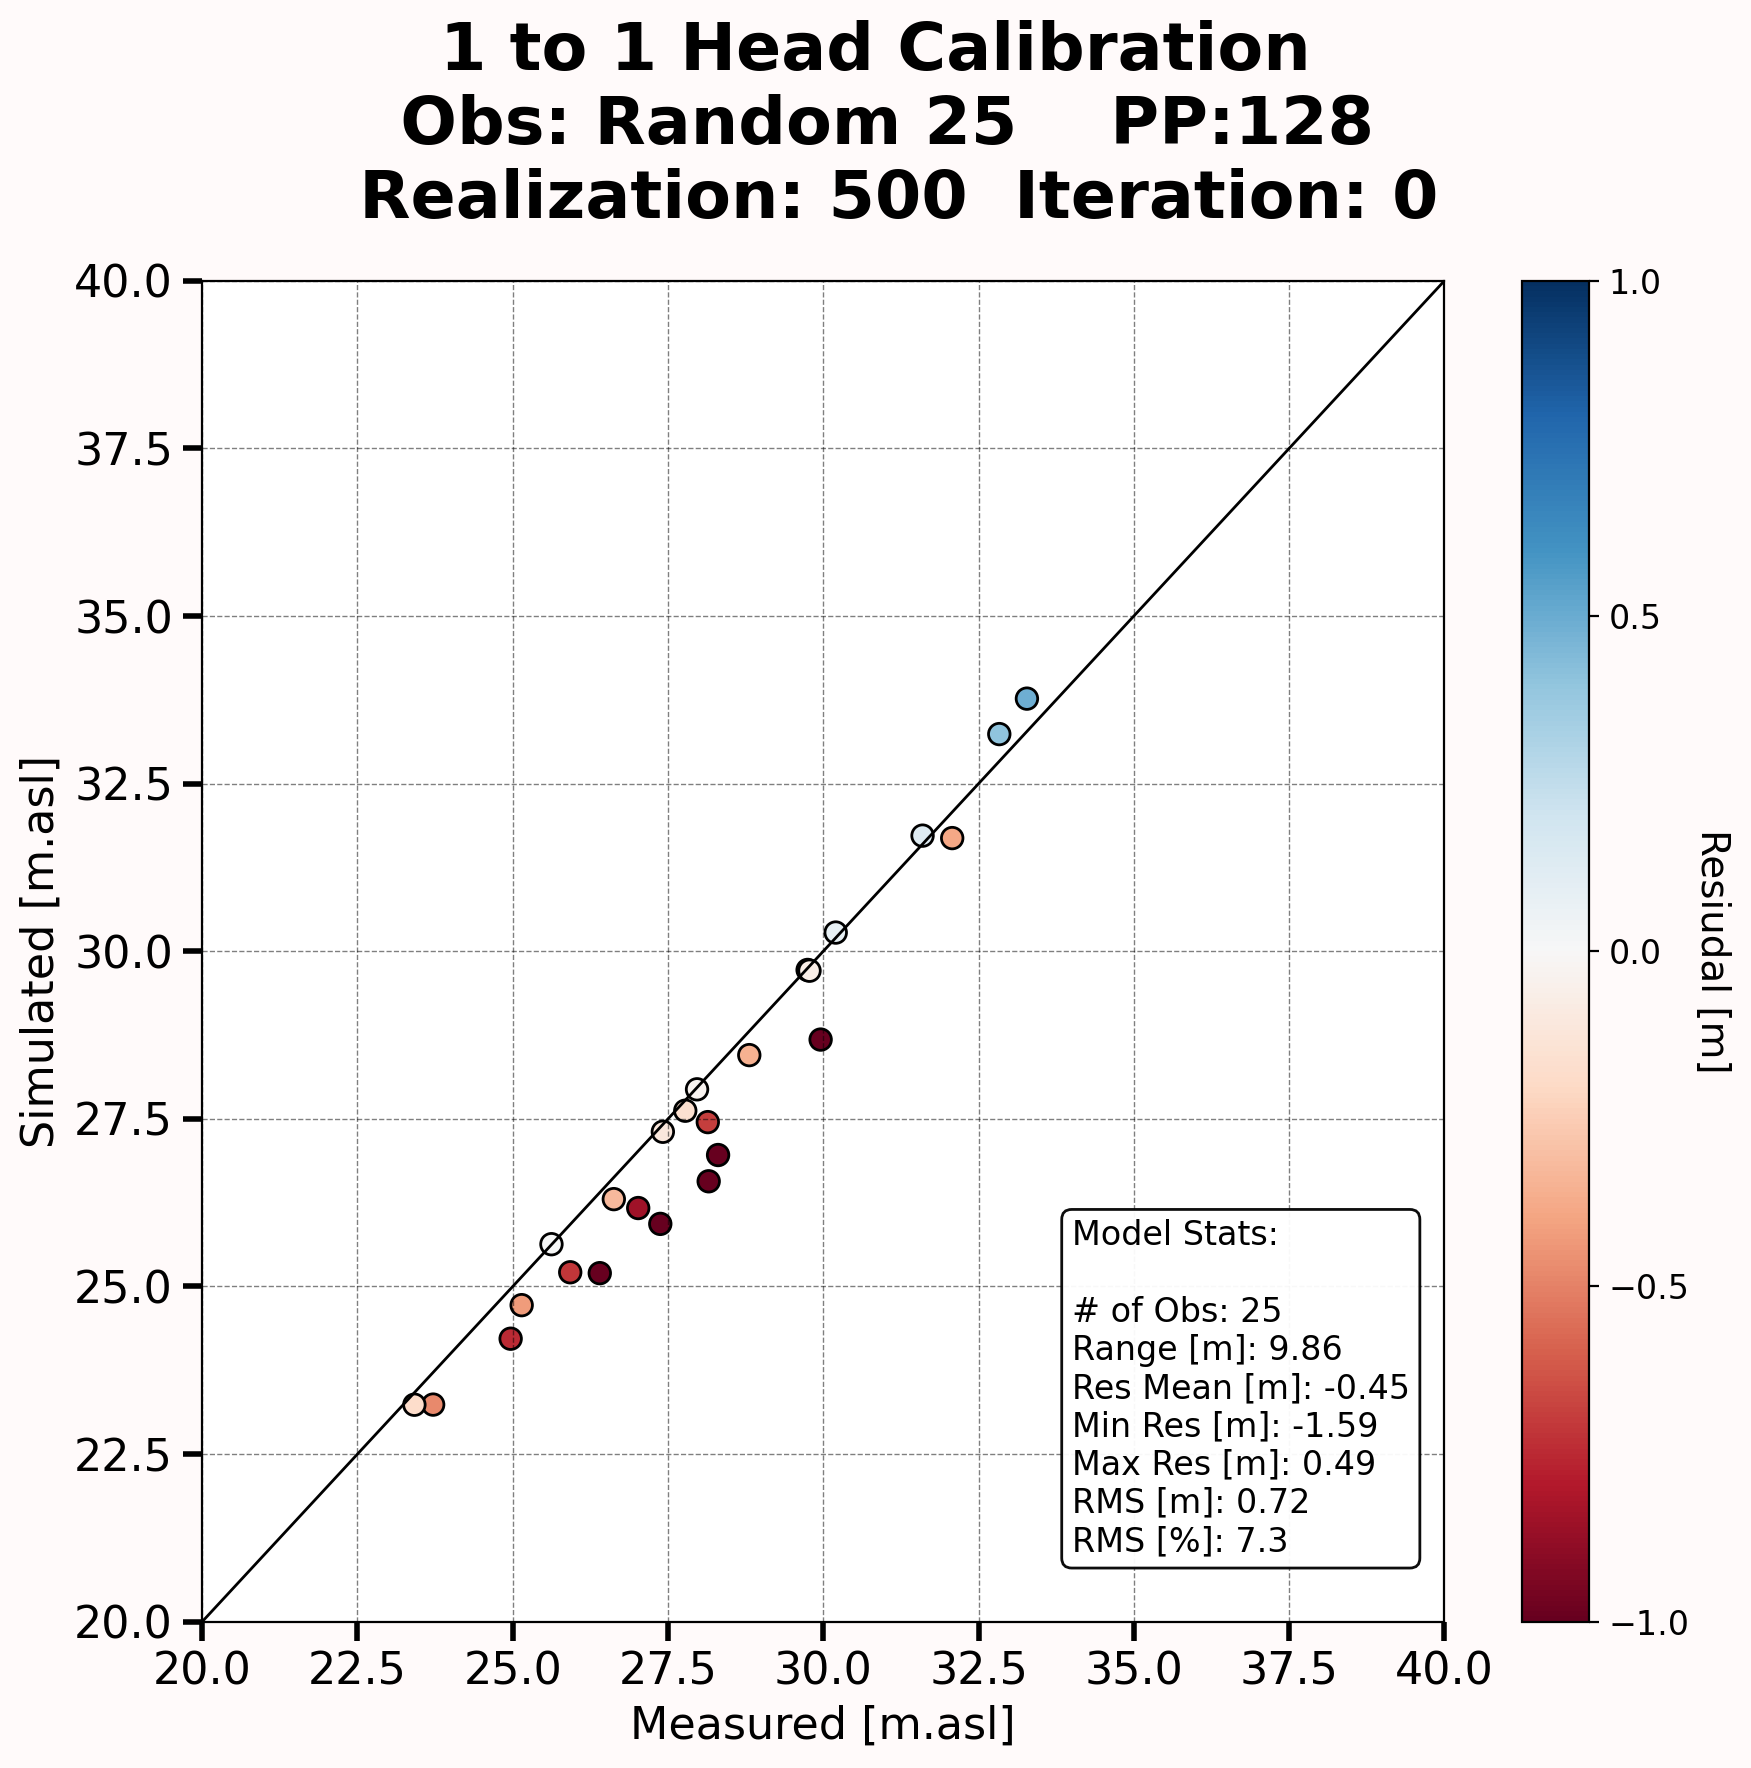 1 to 1 Head Calibration
Obs: Random 25    PP:128
Realization: 500  Iteration: 0
40.0
37.5
35.0
32.5
30.0
27.5
25.0
22.5
20.0
Simulated [m.asl]
20.0 22.5 25.0 27.5 30.0 32.5 35.0 37.5 40.0
Measured [m.asl]
Model Stats:
# of Obs: 25
Range [m]: 9.86
Res Mean [m]: -0.45
Min Res [m]: -1.59
Max Res [m]: 0.49
RMS [m]: 0.72
RMS [%]: 7.3
1.0
0.5
0.0
−0.5
−1.0
Resiudal [m]